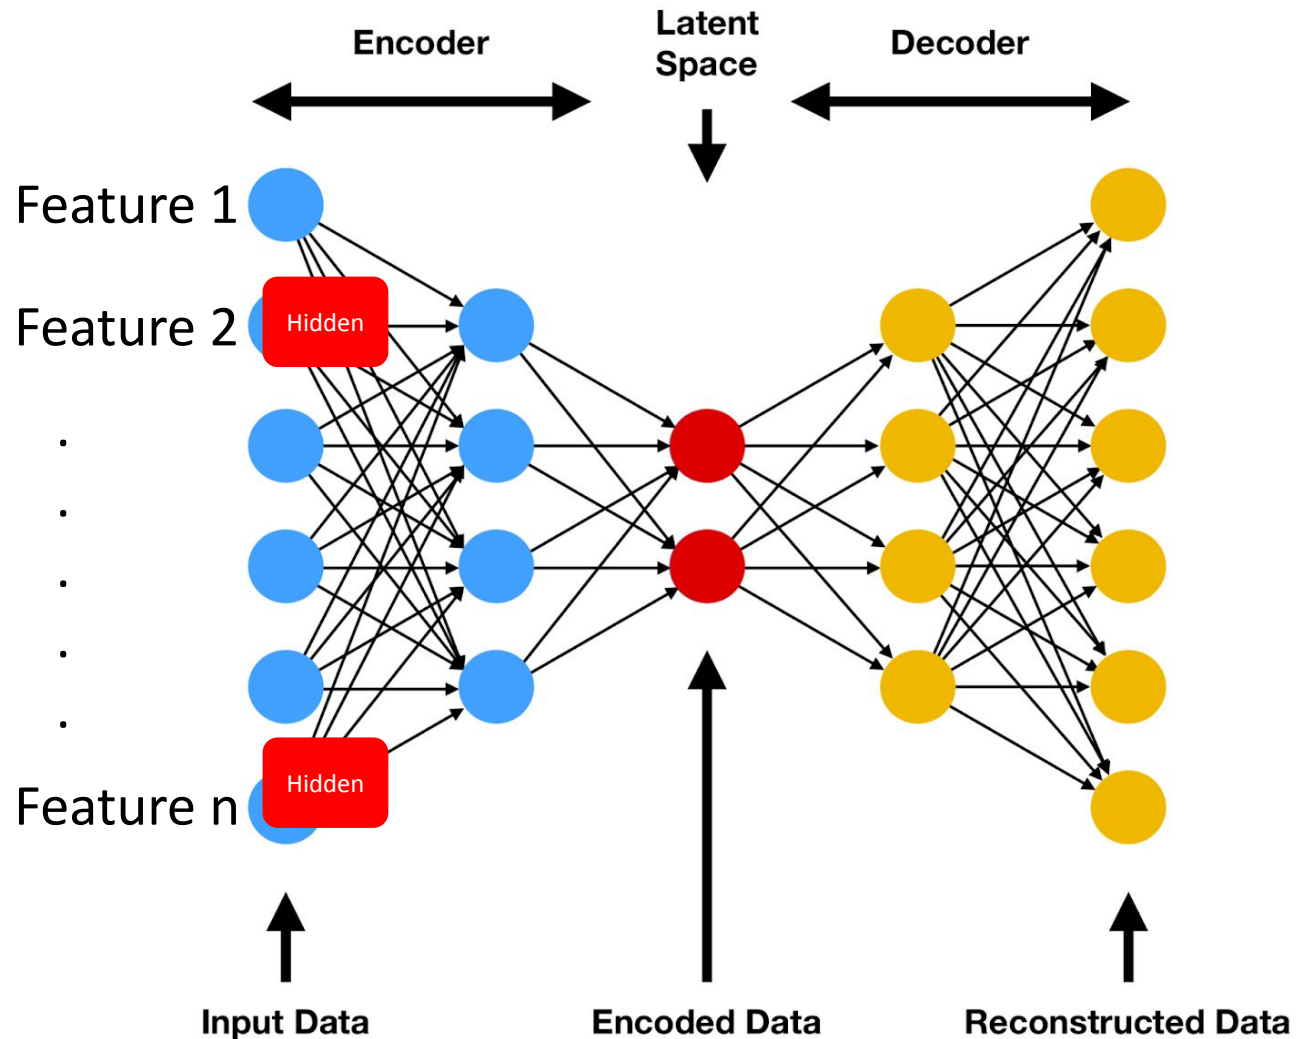 Encoder
Latent
Space
Decoder
Feature 1
Feature 2
Hidden
.
.
.
.
.
Feature n
Hidden
Input Data
Encoded Data
Reconstructed Data